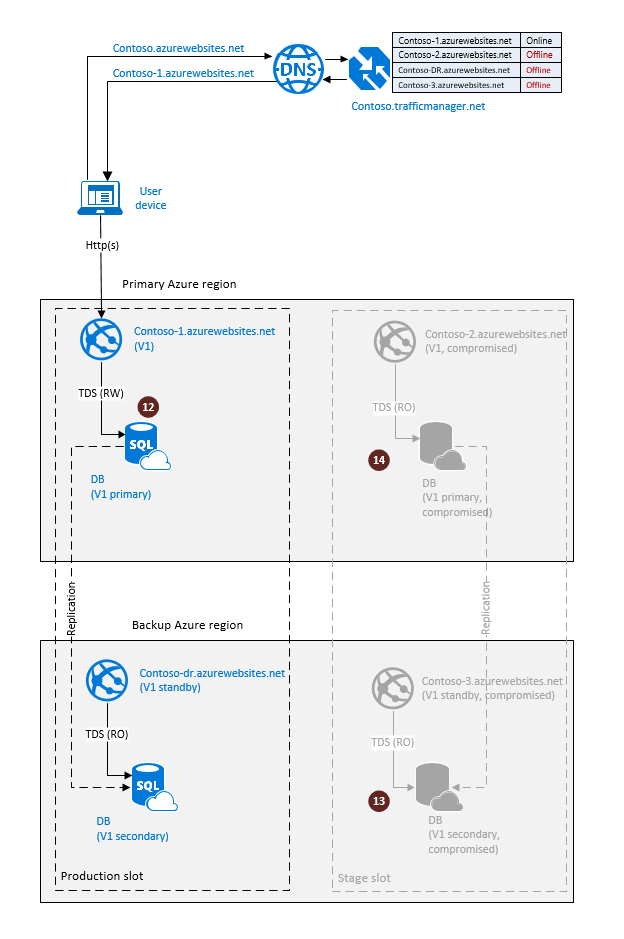 Contoso.azurewebsites.net
Contoso-1.azurewebsites.net
DNS
Contoso-1.azurewebsites.net Online
Contoso-2.azurewebsites.net Offline
Contoso-DR.azurewebsites.net Offline
Contoso-3.azurewebsites.net Offline
Contoso.trafficmanager.net
User
device
Http(s)
Primary Azure region
Contoso-1.azurewebsites.net
(V1)
TDS (RW)
12
SQL
DB
(V1 primary)
Contoso-2.azurewebsites.net
(V1, compromised)
TDS (RO)
14
DB
(V1 primary,
compromised)
Replication
Replication
Backup Azure region
Contoso-dr.azurewebsites.net
(V1 standby)
TDS (RO)
SQL
DB
(V1 secondary)
Production slot
Contoso-3.azurewebsites.net
(V1 standby, compromised)
TDS (RO)
13
DB
(V1 secondary,
compromised)
Stage slot